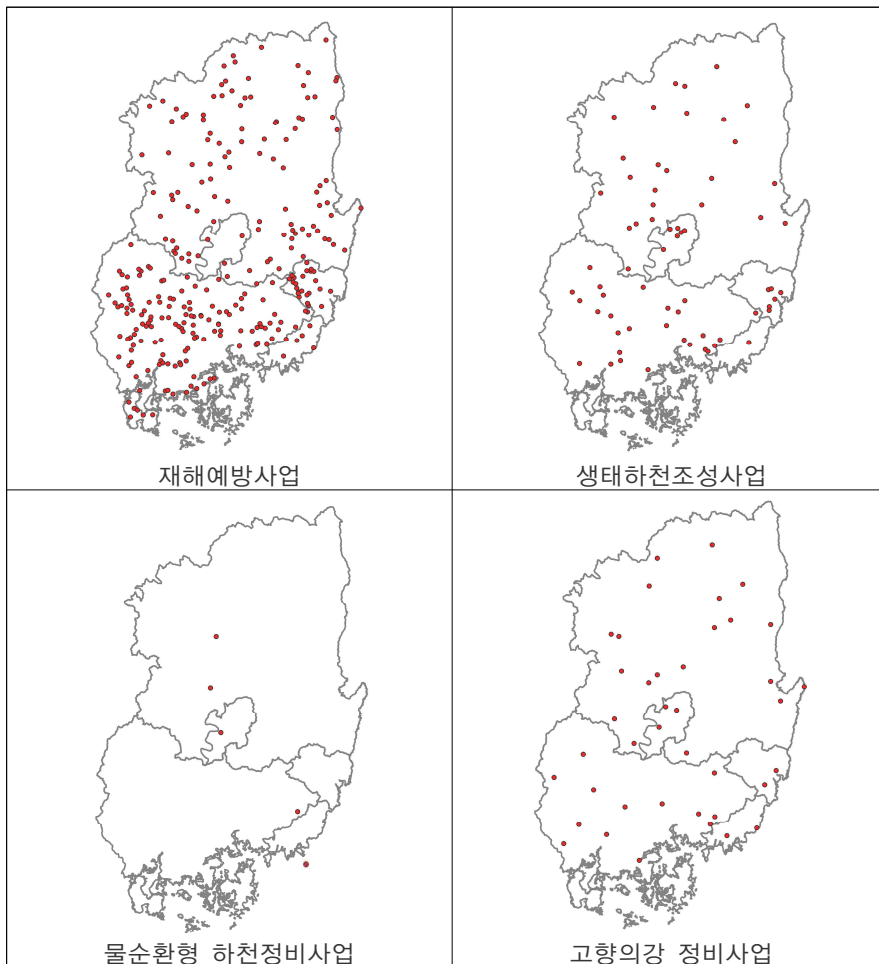 재해예방사업
생태하천조성사업
물순환형 하천정비사업
고향의강 정비사업